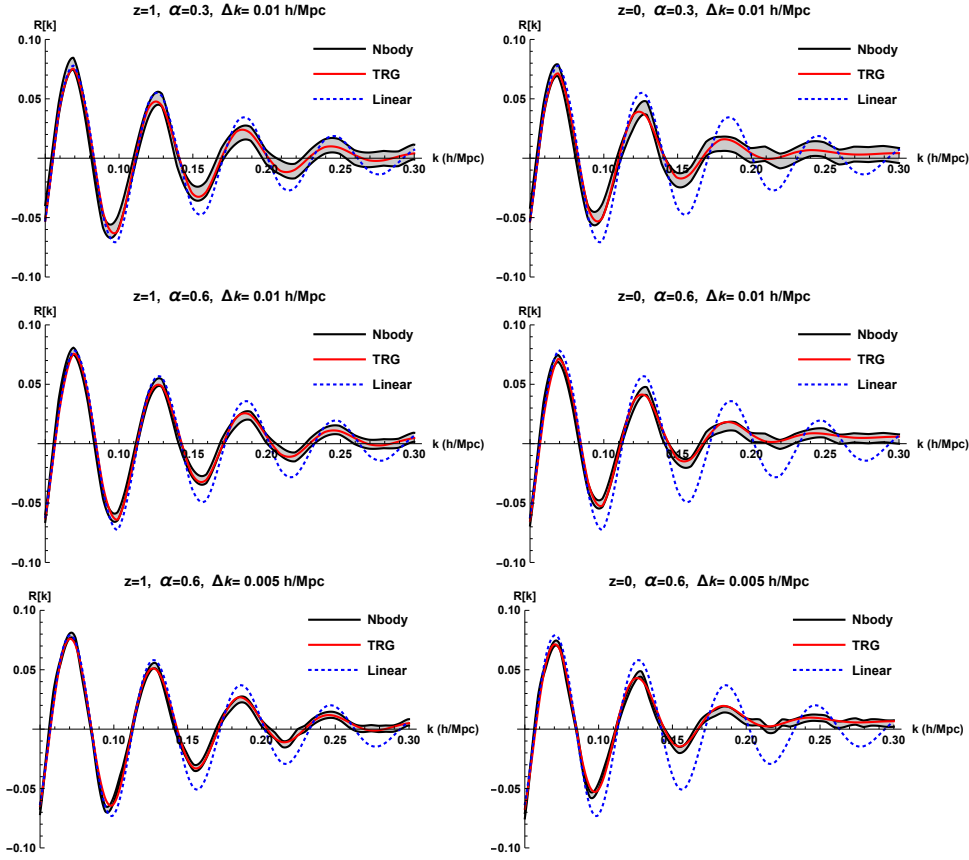 z=1, α=0.3, Δk= 0.01 h/Mpc
R[k]
0.10
0.05
-0.05
-0.10
0.10
0.15
0.20
0.25
0.30
k (h/Mpc)
Nbody
TRG
Linear
z=0, α=0.3, Δk= 0.01 h/Mpc
R[k]
0.10
0.05
-0.05
-0.10
0.10
0.15
0.20
0.25
0.30
k (h/Mpc)
Nbody
TRG
Linear
z=1, α=0.6, Δk= 0.01 h/Mpc
R[k]
0.10
0.05
-0.05
-0.10
0.10
0.15
0.20
0.25
0.30
k (h/Mpc)
Nbody
TRG
Linear
z=0, α=0.6, Δk= 0.01 h/Mpc
R[k]
0.10
0.05
-0.05
-0.10
0.10
0.15
0.20
0.25
0.30
k (h/Mpc)
Nbody
TRG
Linear
z=1, α=0.6, Δk= 0.005 h/Mpc
R[k]
0.10
0.05
-0.05
-0.10
0.10
0.15
0.20
0.25
0.30
k (h/Mpc)
Nbody
TRG
Linear
z=0, α=0.6, Δk= 0.005 h/Mpc
R[k]
0.10
0.05
-0.05
-0.10
0.10
0.15
0.20
0.25
0.30
k (h/Mpc)
Nbody
TRG
Linear